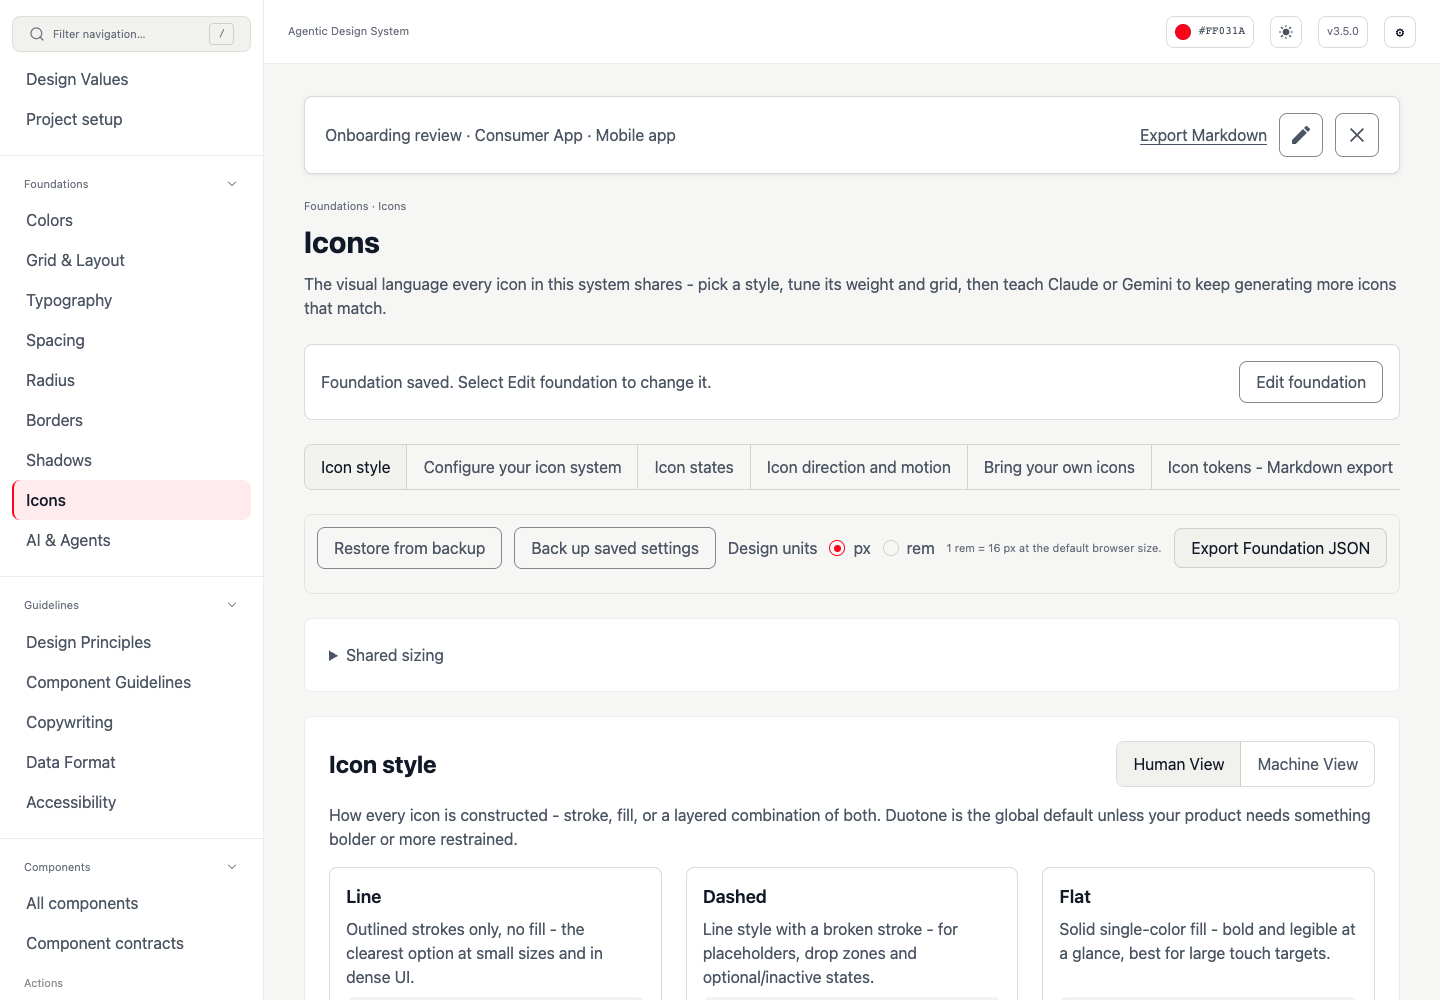 Filter navigation...
/
Design Values
Project setup
Foundations
Colors
Grid & Layout
Typography
Spacing
Radius
Borders
Shadows
Icons
AI & Agents
Guidelines
Design Principles
Component Guidelines
Copywriting
Data Format
Accessibility
Components
All components
Component contracts
Actions
Agentic Design System
#FF031A
v3.5.0
Onboarding review · Consumer App · Mobile app
Export Markdown
Foundations · Icons
Icons
The visual language every icon in this system shares - pick a style, tune its weight and grid, then teach Claude or Gemini to keep generating more icons
that match.
Foundation saved. Select Edit foundation to change it.
Edit foundation
Icon style
Configure your icon system
Icon states
Icon direction and motion
Bring your own icons
Icon tokens - Markdown export
Restore from backup
Back up saved settings
Design units
px
rem
1 rem = 16 px at the default browser size.
Export Foundation JSON
Shared sizing
Icon style
Human View
Machine View
How every icon is constructed - stroke, fill, or a layered combination of both. Duotone is the global default unless your product needs something
bolder or more restrained.
Line
Outlined strokes only, no fill - the
clearest option at small sizes and in
dense UI.
Dashed
Line style with a broken stroke - for
placeholders, drop zones and
optional/inactive states.
Flat
Solid single-color fill - bold and legible at
a glance, best for large touch targets.